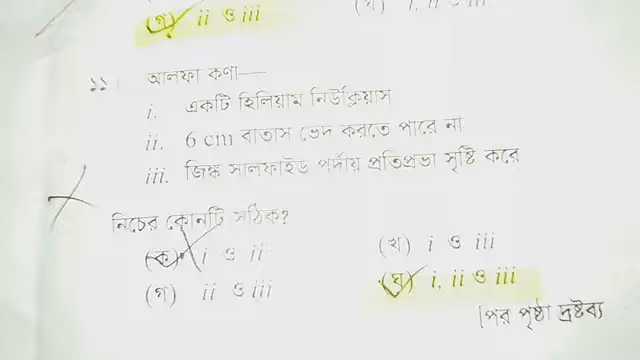 (গ) ii ও iii
১১। আলফা কণা—
i. একটি হিলিয়াম নিউক্লিয়াস
ii. 6 cm বাতাস ভেদ করতে পারে না
iii. জিঙ্ক সালফাইড পর্দায় প্রতিপ্রভা সৃষ্টি করে
নিচের কোনটি সঠিক?
(ক) i ও ii (খ) i ও iii
(গ) ii ও iii (ঘ) i, ii ও iii
[পর পৃষ্ঠা দ্রষ্টব্য